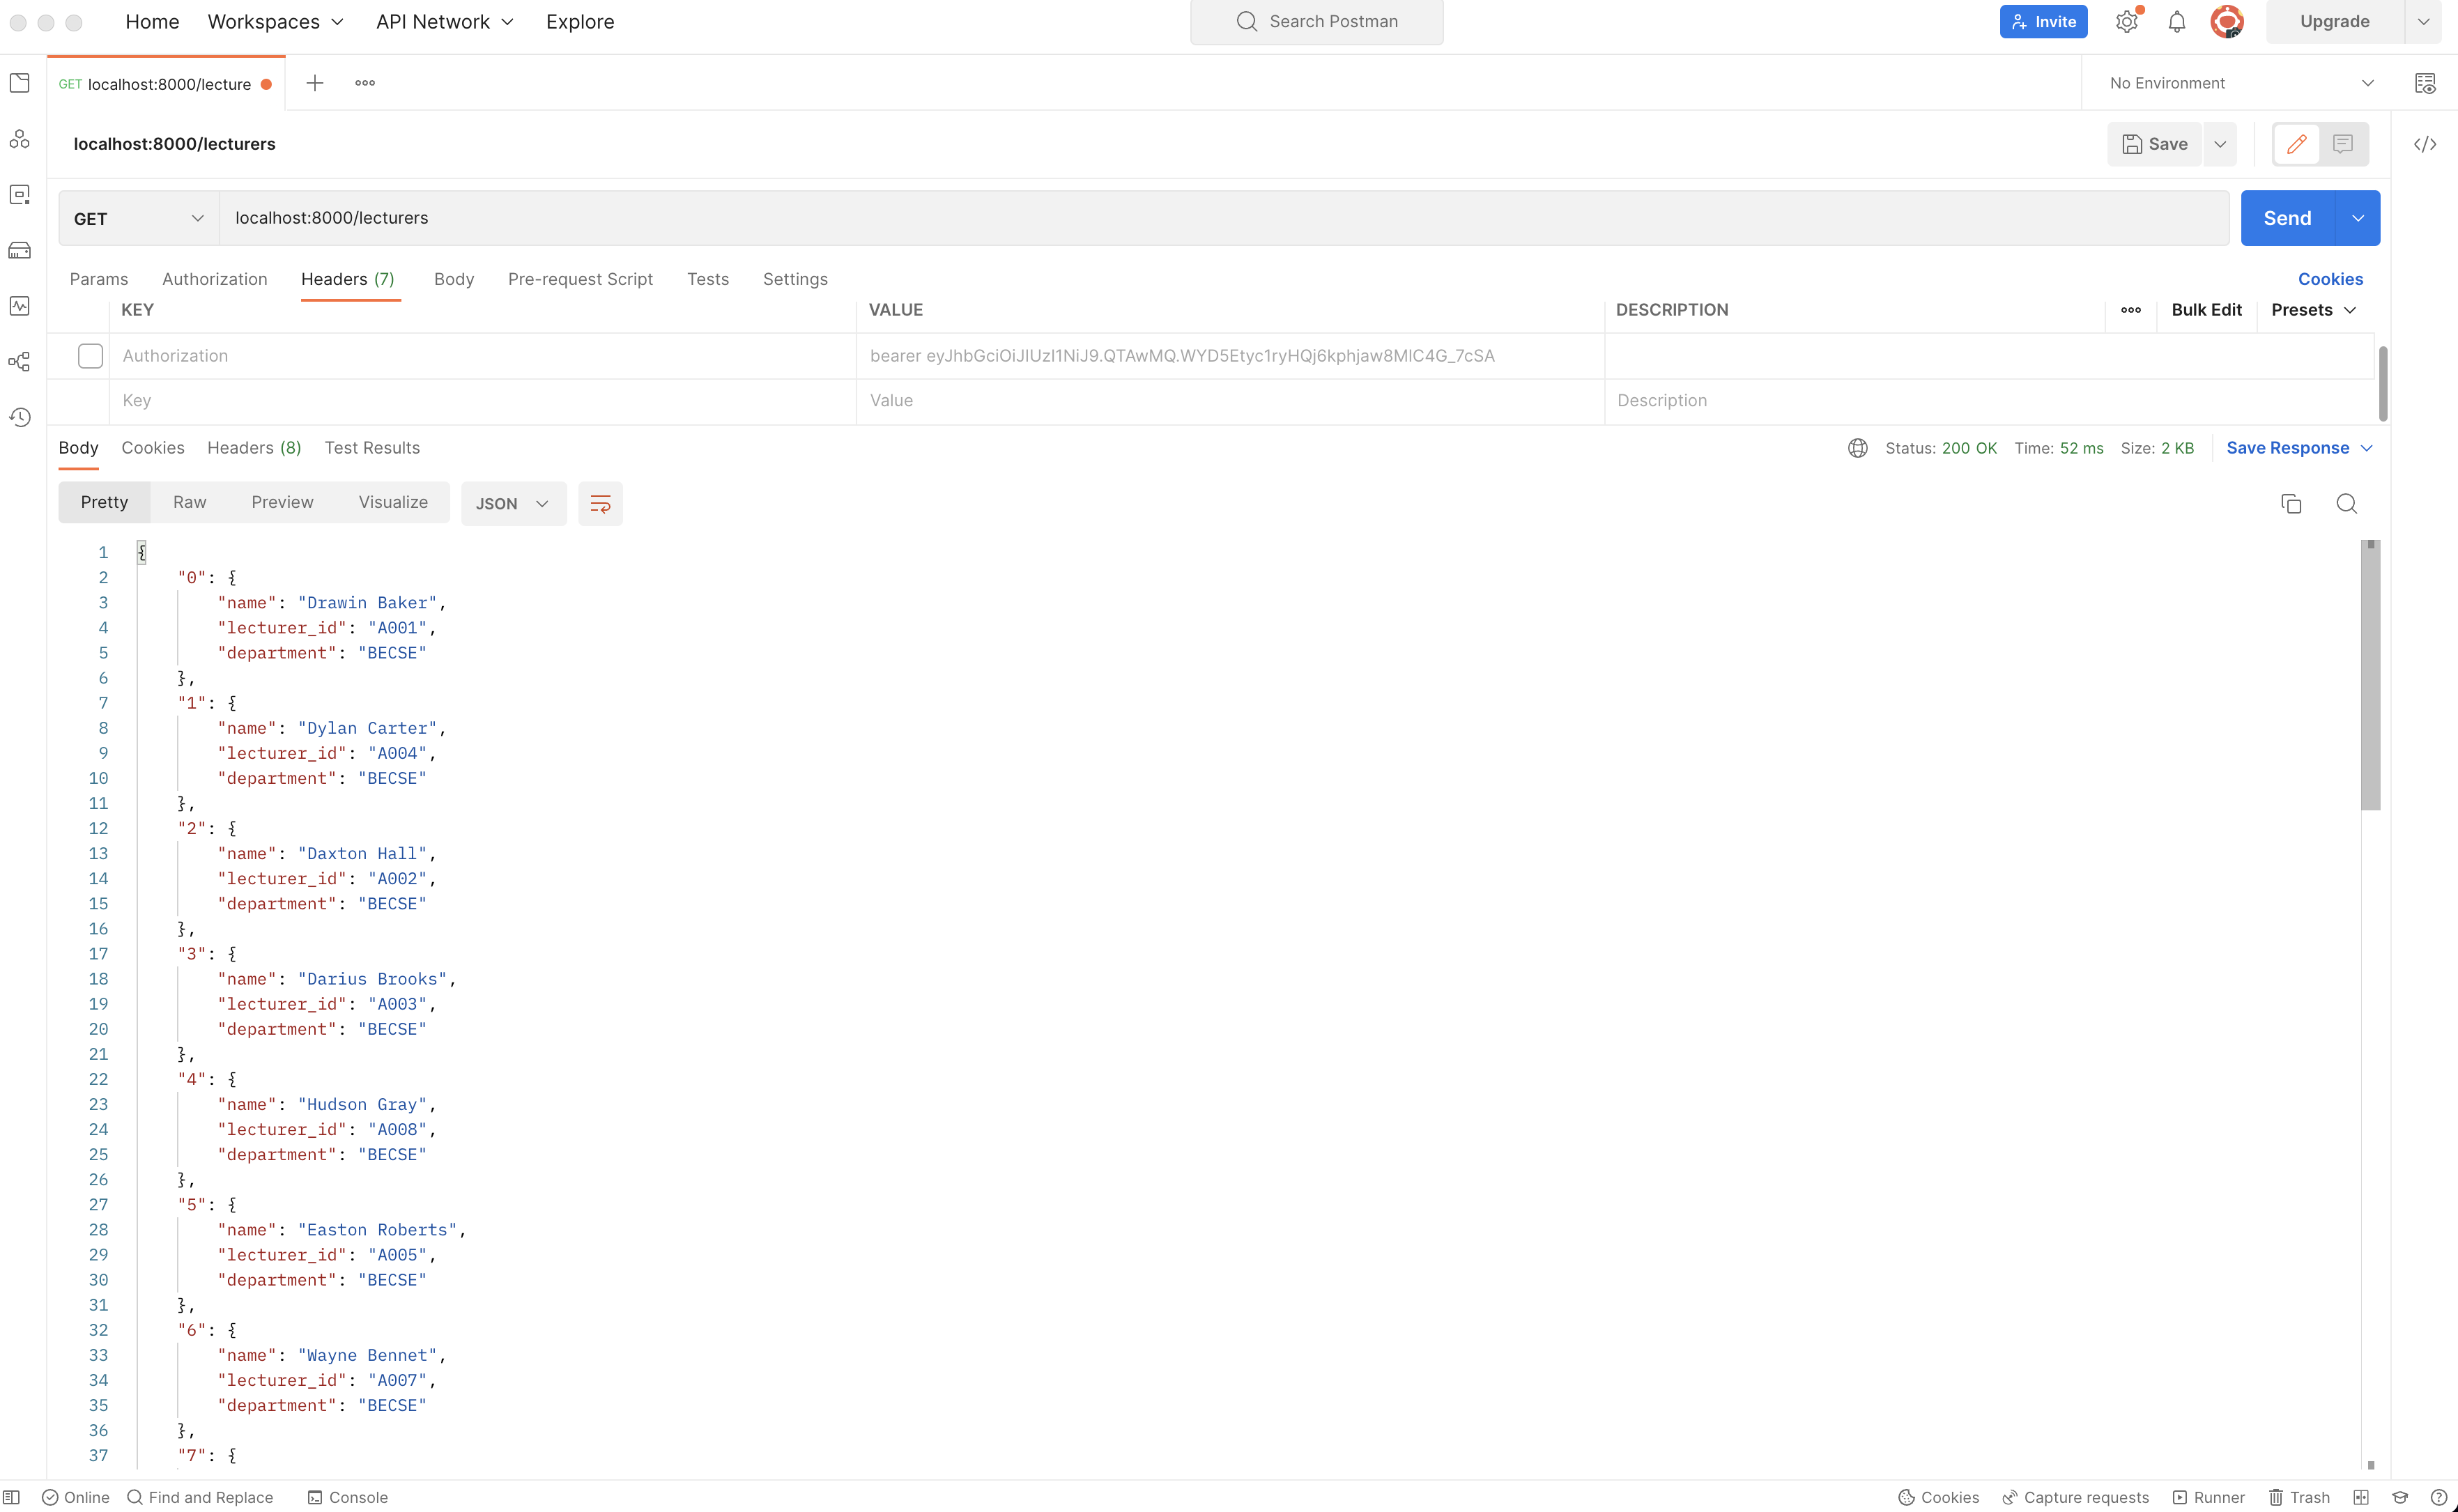 Home Workspaces API Network Explore Search Postman Invite Upgrade
GET localhost:8000/lecture No Environment
localhost:8000/lecturers Save
GET localhost:8000/lecturers Send
Params Authorization Headers (7) Body Pre-request Script Tests Settings Cookies
KEY VALUE DESCRIPTION Bulk Edit Presets
Authorization bearer eyJhbGciOiJIUzI1NiJ9.QTAwMQ.WYD5Etyc1ryHQj6kphjaw8MlC4G_7cSA
Key Value Description
Body Cookies Headers (8) Test Results Status: 200 OK Time: 52 ms Size: 2 KB Save Response
Pretty Raw Preview Visualize JSON
1 {
2 "0": {
3 "name": "Drawin Baker",
4 "lecturer_id": "A001",
5 "department": "BECSE"
6 },
7 "1": {
8 "name": "Dylan Carter",
9 "lecturer_id": "A004",
10 "department": "BECSE"
11 },
12 "2": {
13 "name": "Daxton Hall",
14 "lecturer_id": "A002",
15 "department": "BECSE"
16 },
17 "3": {
18 "name": "Darius Brooks",
19 "lecturer_id": "A003",
20 "department": "BECSE"
21 },
22 "4": {
23 "name": "Hudson Gray",
24 "lecturer_id": "A008",
25 "department": "BECSE"
26 },
27 "5": {
28 "name": "Easton Roberts",
29 "lecturer_id": "A005",
30 "department": "BECSE"
31 },
32 "6": {
33 "name": "Wayne Bennet",
34 "lecturer_id": "A007",
35 "department": "BECSE"
36 },
37 "7": {
Online Find and Replace Console Cookies Capture requests Runner Trash